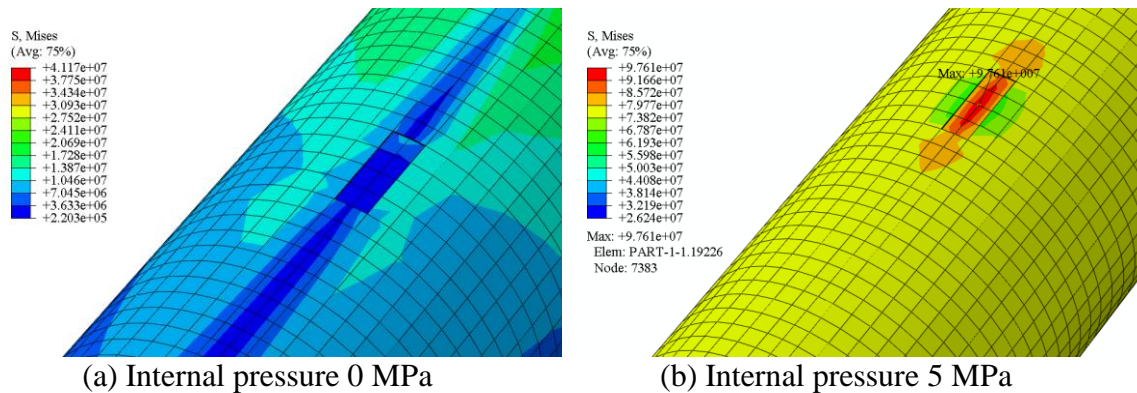 S, Mises
(Avg: 75%)
+4.117e+07
+3.775e+07
+3.434e+07
+3.093e+07
+2.752e+07
+2.411e+07
+2.069e+07
+1.728e+07
+1.387e+07
+1.046e+07
+7.045e+06
+3.633e+06
+2.203e+05
(a) Internal pressure 0 MPa
S, Mises
(Avg: 75%)
+9.761e+07
+9.166e+07
+8.572e+07
+7.977e+07
+7.382e+07
+6.787e+07
+6.193e+07
+5.598e+07
+5.003e+07
+4.408e+07
+3.814e+07
+3.219e+07
+2.624e+07
Max: +9.761e+07
Elem: PART-1-1.19226
Node: 7383
Max: +9.761e+007
(b) Internal pressure 5 MPa